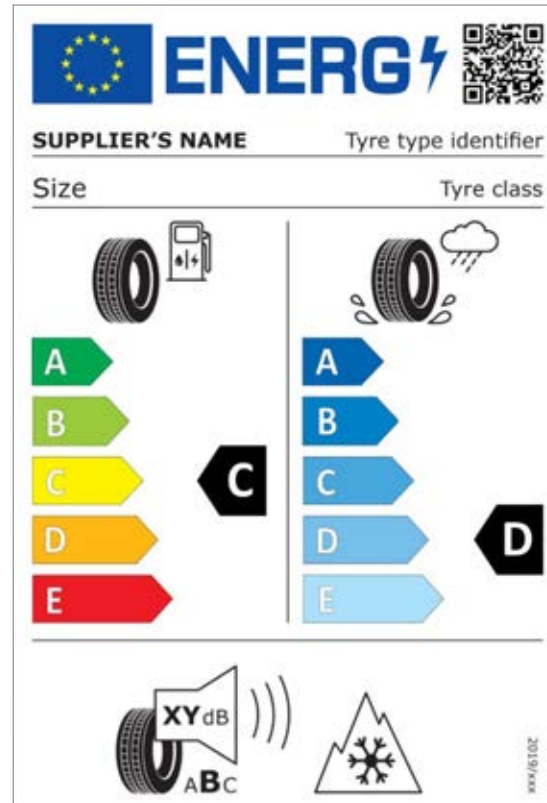 ENERG
SUPPLIER'S NAME Tyre type identifier
Size Tyre class
A A
B B
C C C
D D D
E E
XYdB
ABC
2019/xxx